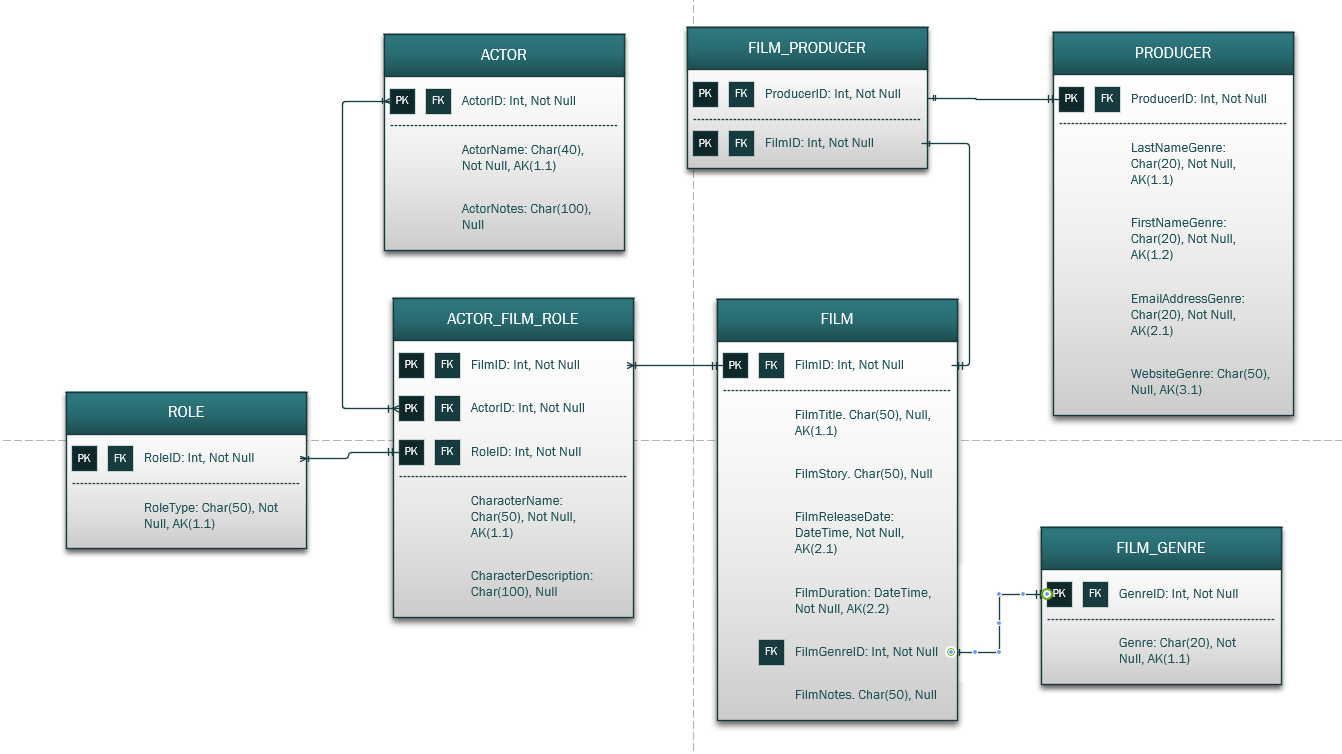 ACTOR
PK FK ActorID: Int, Not Null
ActorName: Char(40),
Not Null, AK(1.1)
ActorNotes: Char(100),
Null
FILM_PRODUCER
PK FK ProducerID: Int, Not Null
PK FK FilmID: Int, Not Null
PRODUCER
PK FK ProducerID: Int, Not Null
LastNameGenre:
Char(20), Not Null,
AK(1.1)
FirstNameGenre:
Char(20), Not Null,
AK(1.2)
EmailAddressGenre:
Char(20), Not Null,
AK(2.1)
WebsiteGenre: Char(50),
Null, AK(3.1)
ROLE
PK FK RoleID: Int, Not Null
RoleType: Char(50), Not
Null, AK(1.1)
ACTOR_FILM_ROLE
PK FK FilmID: Int, Not Null
PK FK ActorID: Int, Not Null
PK FK RoleID: Int, Not Null
CharacterName:
Char(50), Not Null,
AK(1.1)
CharacterDescription:
Char(100), Null
FILM
PK FK FilmID: Int, Not Null
FilmTitle. Char(50), Null,
AK(1.1)
FilmStory. Char(50), Null
FilmReleaseDate:
DateTime, Not Null,
AK(2.1)
FilmDuration: DateTime,
Not Null, AK(2.2)
FK FilmGenreID: Int, Not Null
FilmNotes. Char(50), Null
FILM_GENRE
PK FK GenreID: Int, Not Null
Genre: Char(20), Not
Null, AK(1.1)